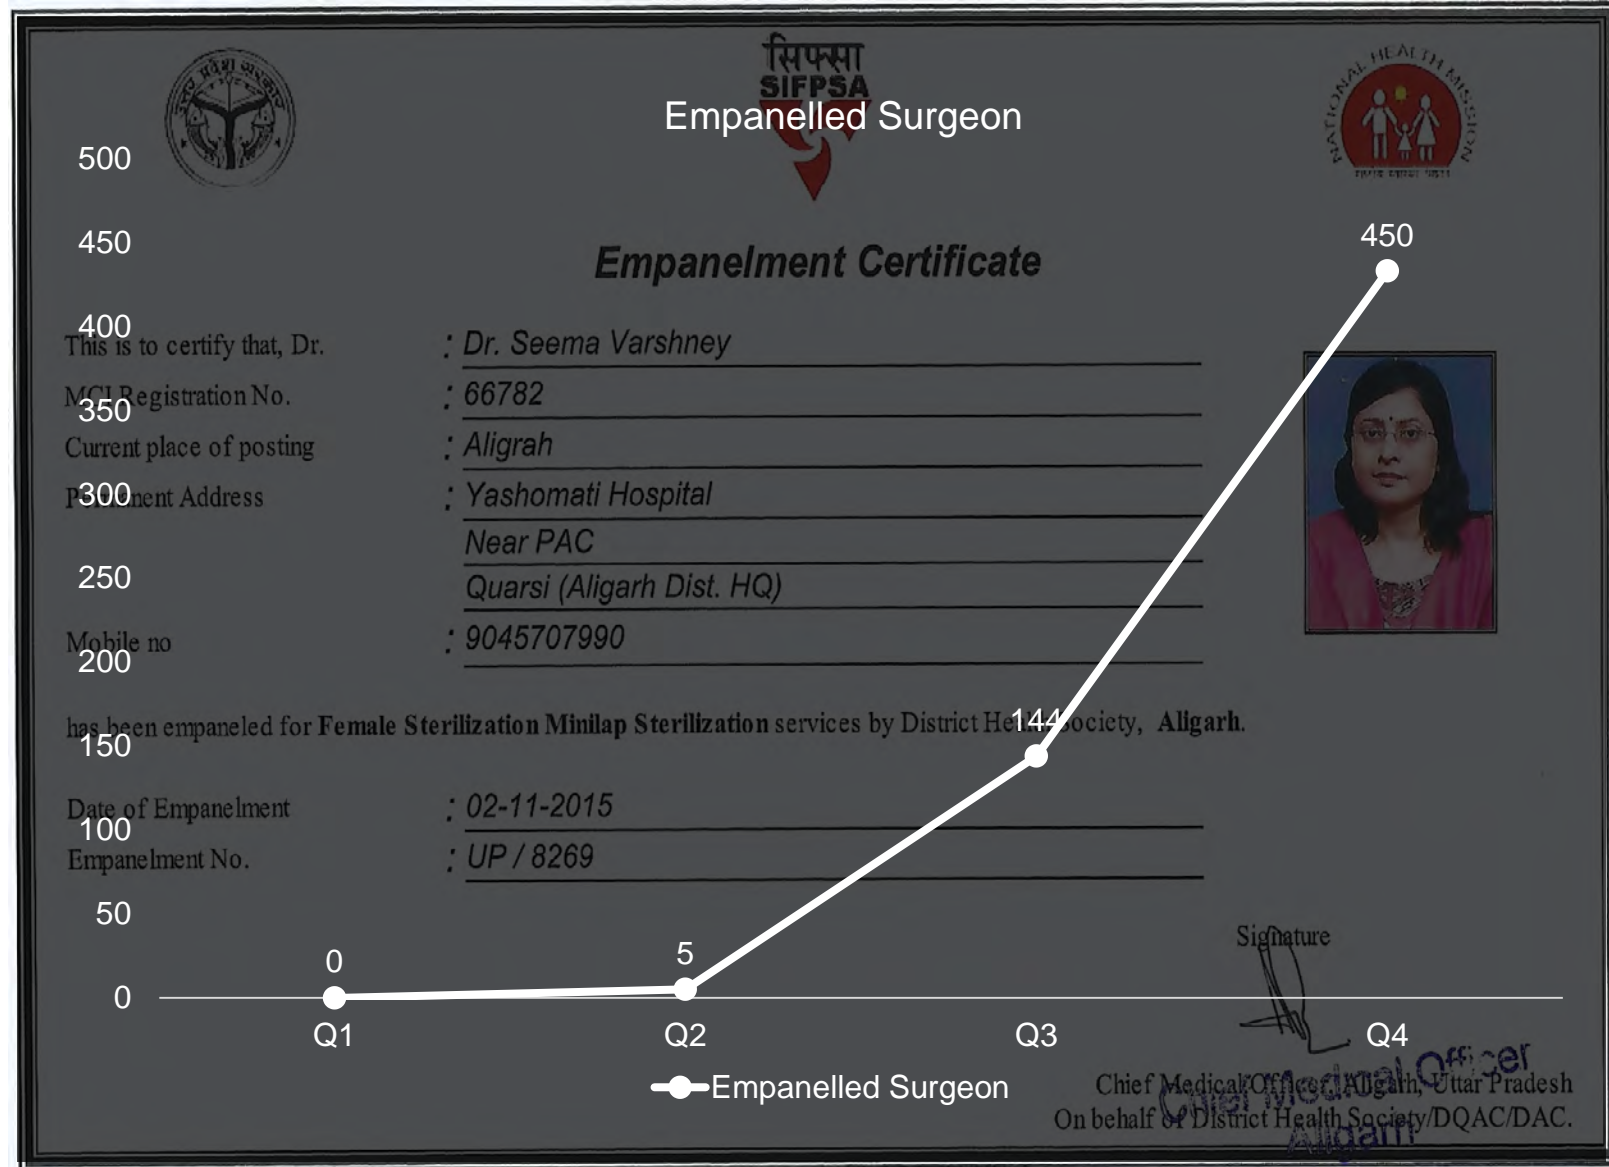 सिफ्सा
SIFPSA
NATIONAL HEALTH MISSION
Empanelled Surgeon
Empanelment Certificate
This is to certify that, Dr. : Dr. Seema Varshney
MCI Registration No. : 66782
Current place of posting : Aligrah
Permanent Address : Yashomati Hospital
Near PAC
Quarsi (Aligarh Dist. HQ)
Mobile no : 9045707990
has been empaneled for Female Sterilization Minilap Sterilization services by District Health Society, Aligarh.
Date of Empanelment : 02-11-2015
Empanelment No. : UP / 8269
Signature
Chief Medical Officer, Aligarh, Uttar Pradesh
On behalf of District Health Society/DQAC/DAC.
Chief Medical Officer
Aligarh
500
450
400
350
300
250
200
150
100
50
0
0
5
144
450
Q1 Q2 Q3 Q4
Empanelled Surgeon